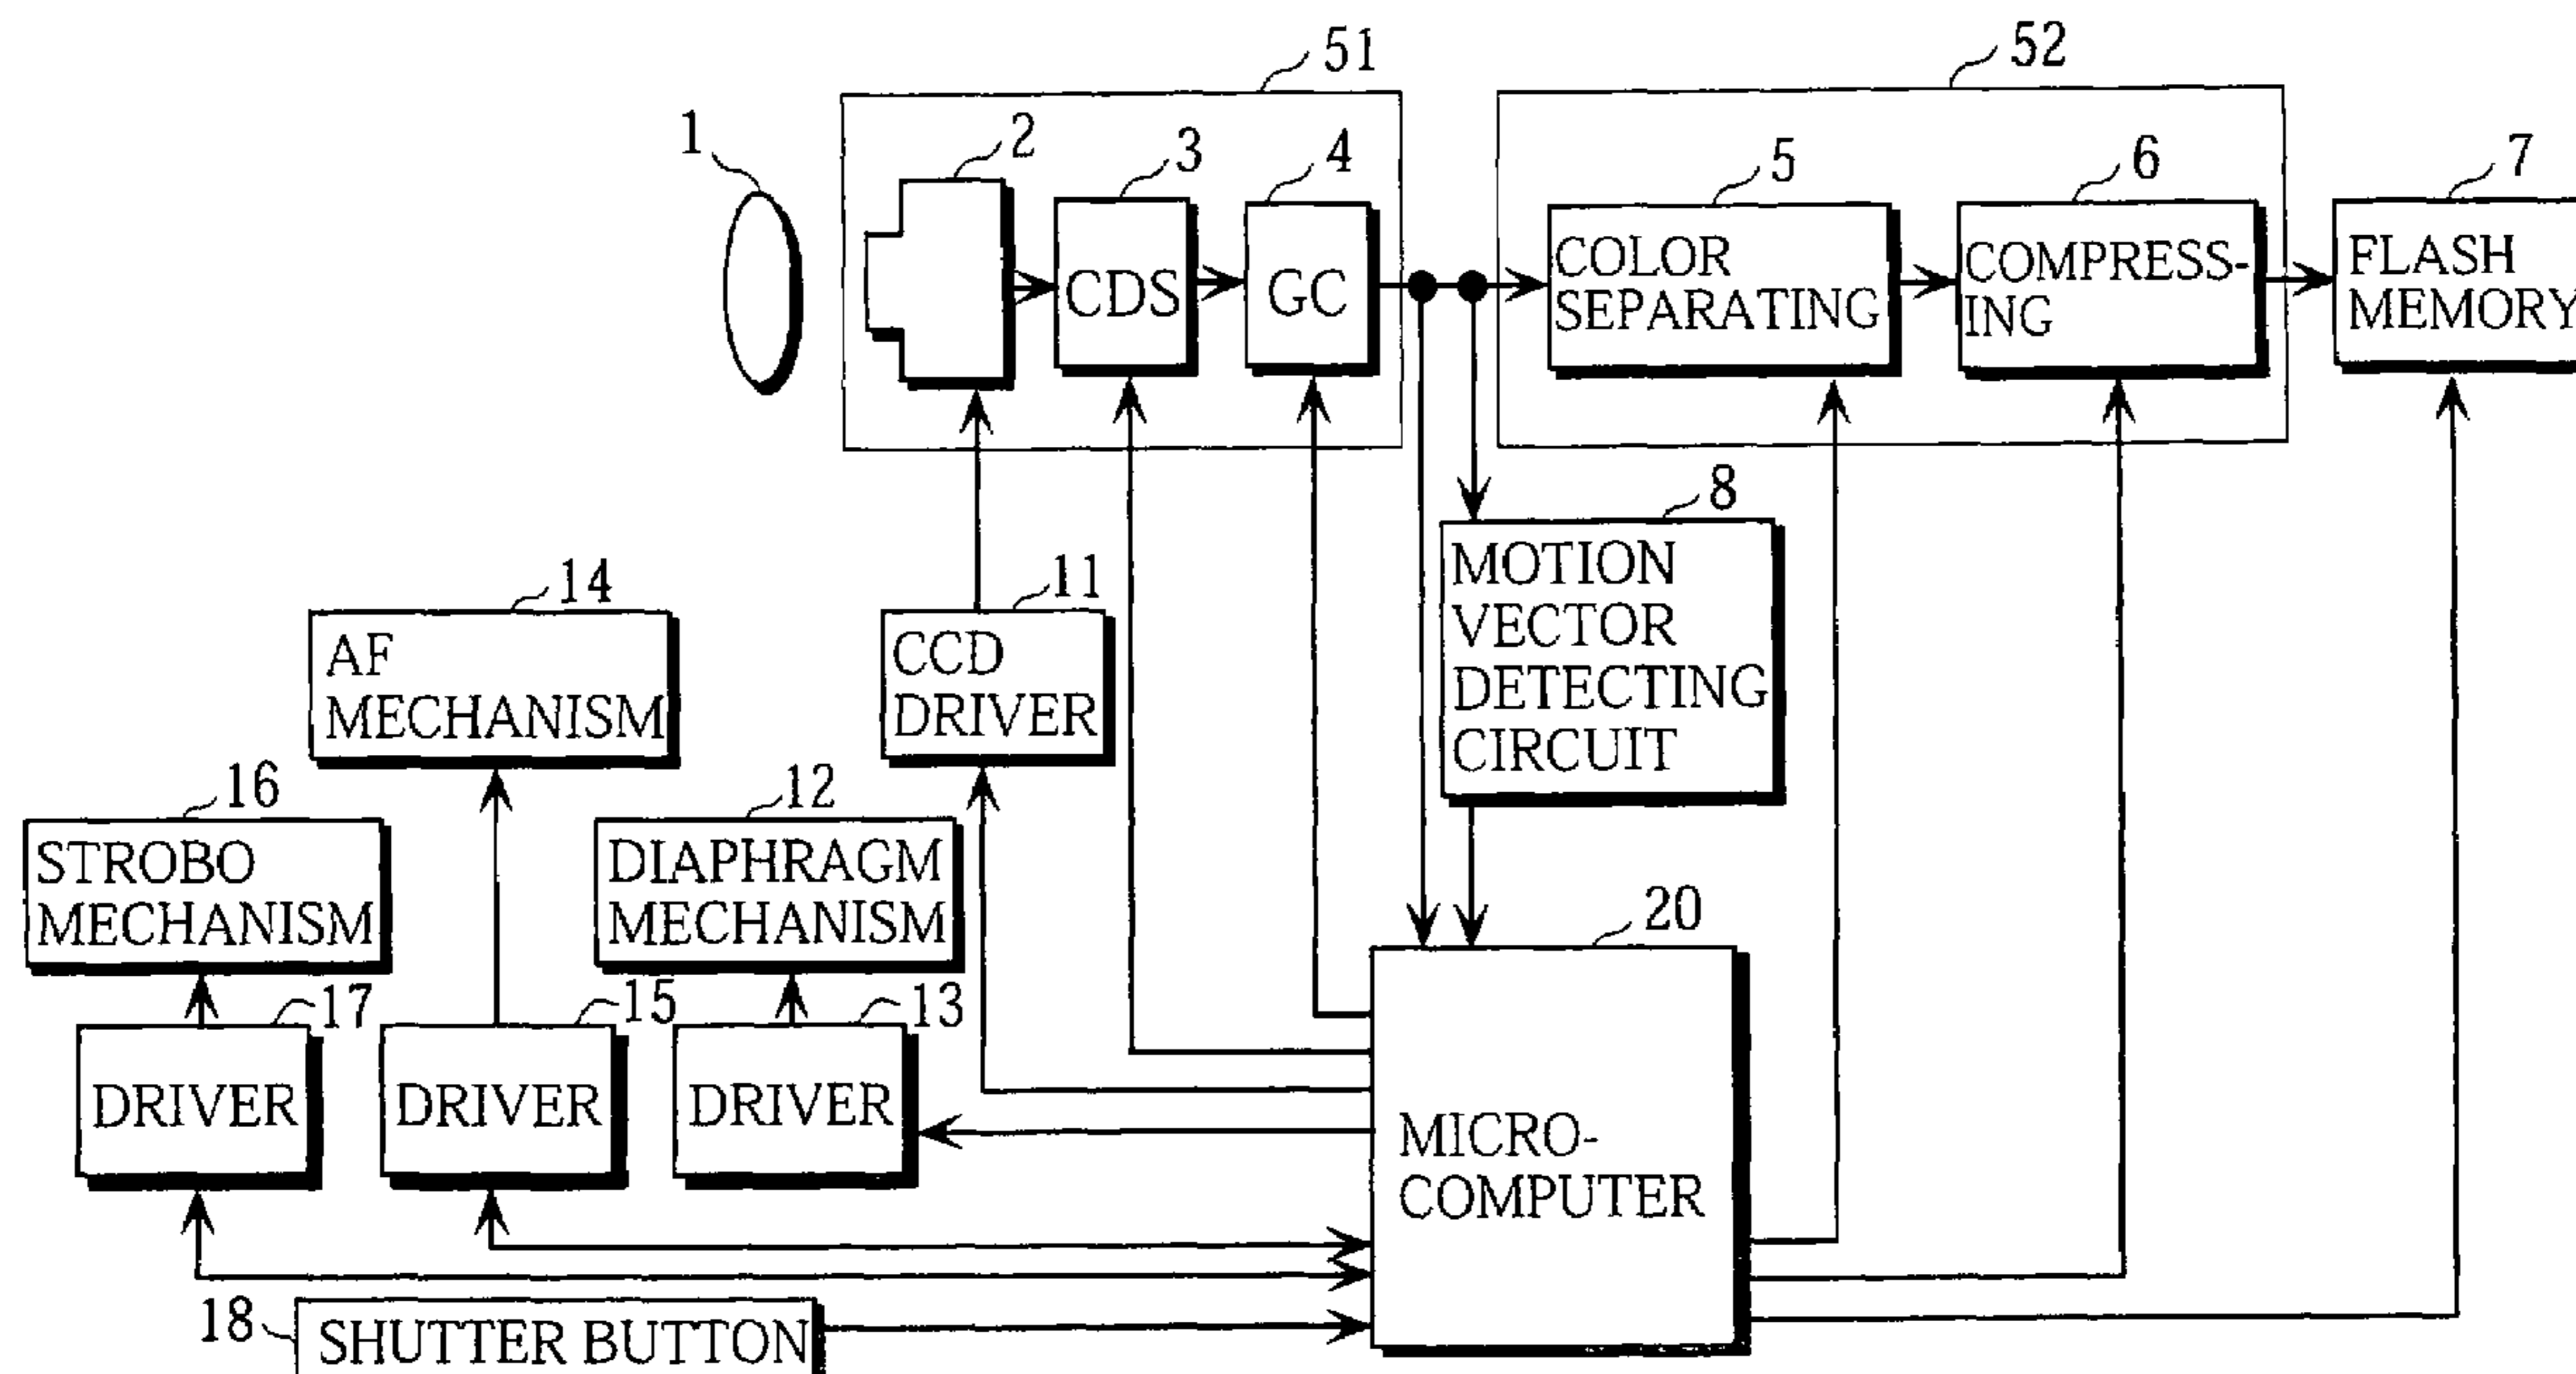 51
52
1
2
3
4
5
6
7
CDS
GC
COLOR
SEPARATING
COMPRESS-
ING
FLASH
MEMORY
8
MOTION
VECTOR
DETECTING
CIRCUIT
14
AF
MECHANISM
11
CCD
DRIVER
16
STROBO
MECHANISM
12
DIAPHRAGM
MECHANISM
20
MICRO-
COMPUTER
17
DRIVER
15
DRIVER
13
DRIVER
18
SHUTTER BUTTON